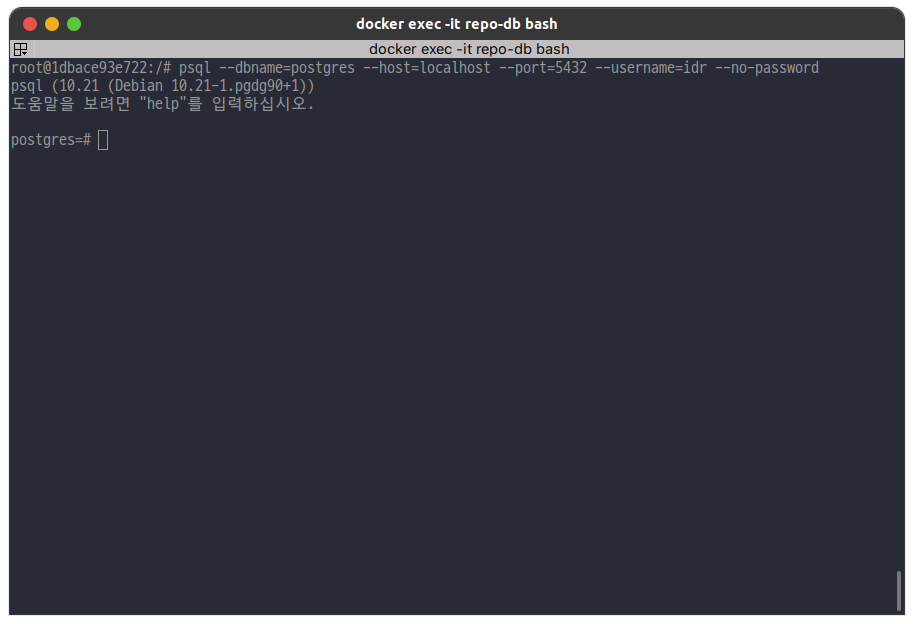 docker exec -it repo-db bash
docker exec -it repo-db bash
root@1dbace93e722:/# psql --dbname=postgres --host=localhost --port=5432 --username=idr --no-password
psql (10.21 (Debian 10.21-1.pgdg90+1))
도움말을 보려면 "help"를 입력하십시오.
postgres=#